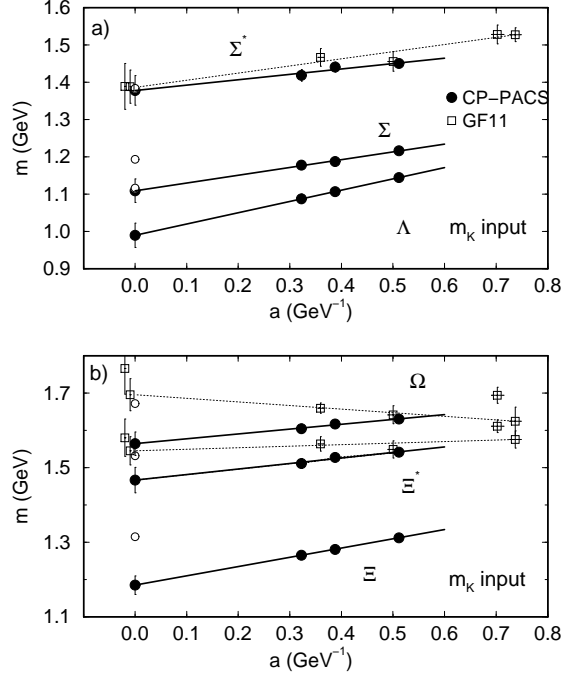 1.6
a)
1.5
Σ*
1.4
● CP−PACS
□ GF11
1.3
m (GeV)
Σ
1.2
1.1
1.0
Λ
m_K input
0.9
0.0 0.1 0.2 0.3 0.4 0.5 0.6 0.7 0.8
a (GeV⁻¹)
b)
Ω
1.7
m (GeV)
1.5
Ξ*
1.3
Ξ
m_K input
1.1
0.0 0.1 0.2 0.3 0.4 0.5 0.6 0.7 0.8
a (GeV⁻¹)